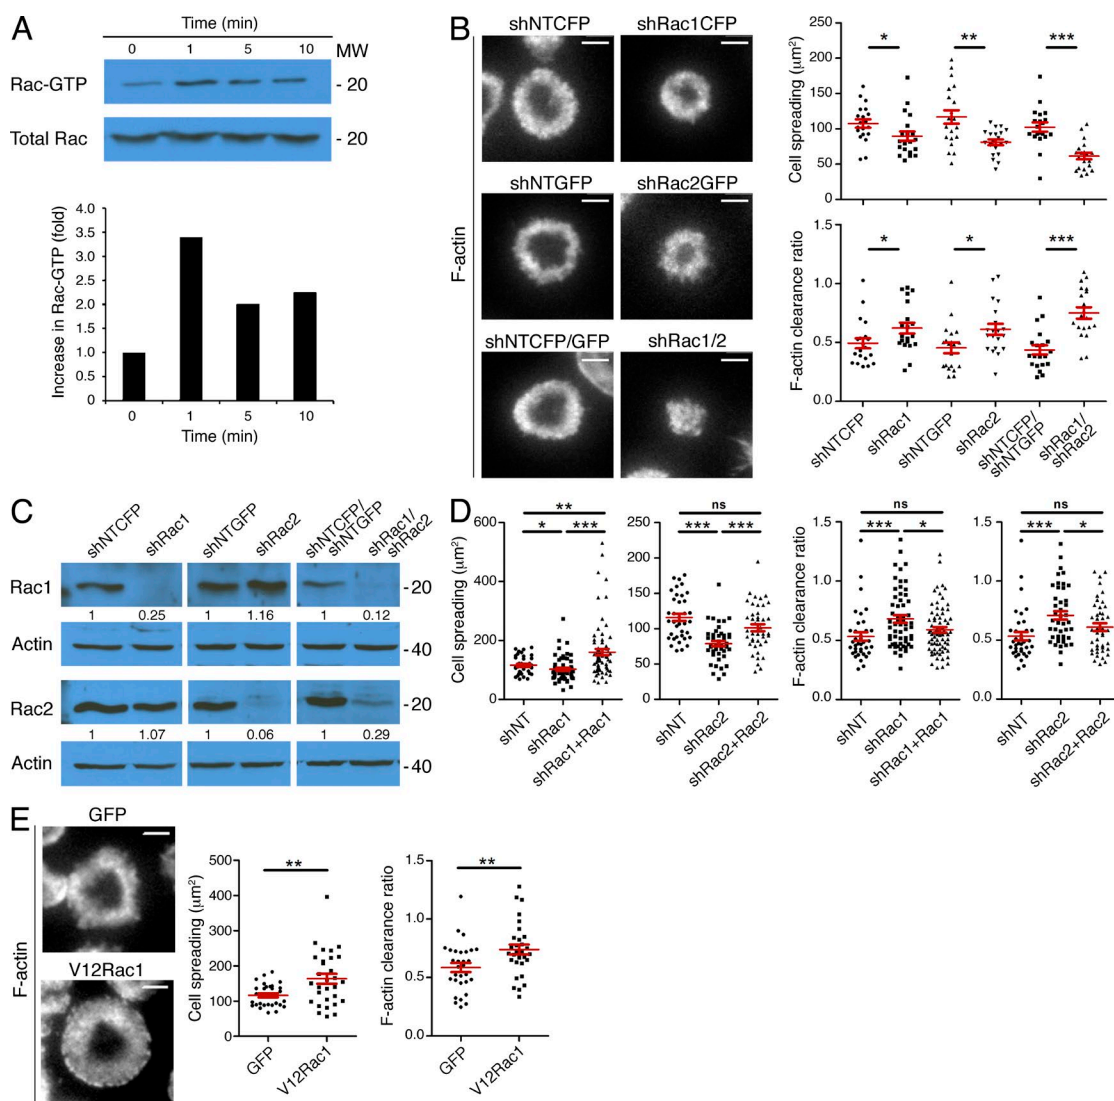 A
Time (min)
0 1 5 10 MW
Rac-GTP - 20
Total Rac - 20
Increase in Rac-GTP (fold)
4.0
3.5
3.0
2.5
2.0
1.5
1.0
0.5
0
0 1 5 10
Time (min)
B
F-actin
shNTCFP shRac1CFP
shNTGFP shRac2GFP
shNTCFP/GFP shRac1/2
Cell spreading (µm²)
250
200
150
100
50
0
* ** ***
F-actin clearance ratio
1.5
1.0
0.5
0.0
* * ***
shNTCFP
shRac1
shNTGFP
shRac2
shNTCFP/
shNTGFP
shRac1/
shRac2
C
shNTCFP
shRac1
shNTGFP
shRac2
shNTCFP/
shNTGFP
shRac1/
shRac2
Rac1 -20
1 0.25 1 1.16 1 0.12
Actin -40
Rac2 -20
1 1.07 1 0.06 1 0.29
Actin -40
D
Cell spreading (µm²)
600
400
200
0
**
* ***
shNT
shRac1
shRac1+Rac1
250
200
150
100
50
0
ns
*** ***
shNT
shRac2
shRac2+Rac2
F-actin clearance ratio
1.5
1.0
0.5
0.0
ns
*** *
shNT
shRac1
shRac1+Rac1
1.5
1.0
0.5
0.0
ns
*** *
shNT
shRac2
shRac2+Rac2
E
F-actin
GFP
V12Rac1
Cell spreading (µm²)
500
400
300
200
100
0
**
GFP
V12Rac1
F-actin clearance ratio
1.5
1.0
0.5
0.0
**
GFP
V12Rac1